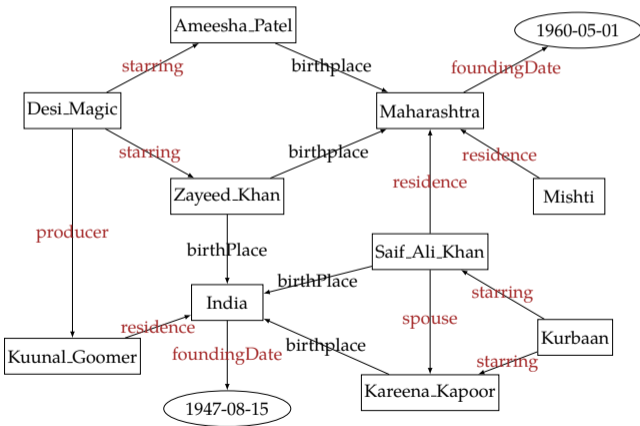 Ameesha_Patel
1960-05-01
starring
birthplace
foundingDate
Desi_Magic
Maharashtra
starring
birthplace
residence
residence
Zayeed_Khan
Mishti
producer
birthPlace
Saif_Ali_Khan
birthPlace
starring
India
spouse
residence
birthplace
Kurbaan
Kuunal_Goomer
foundingDate
starring
Kareena_Kapoor
1947-08-15